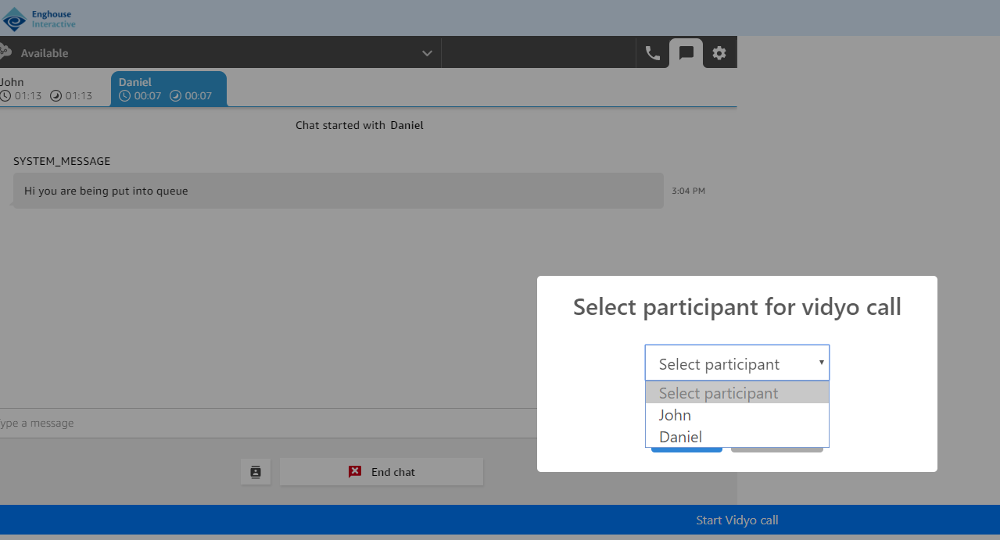 Enghouse
Interactive
Available
John
01:13 01:13
Daniel
00:07 00:07
Chat started with Daniel
SYSTEM_MESSAGE
Hi you are being put into queue
3:04 PM
Select participant for vidyo call
Select participant
Select participant
John
Daniel
ype a message
End chat
Start Vidyo call